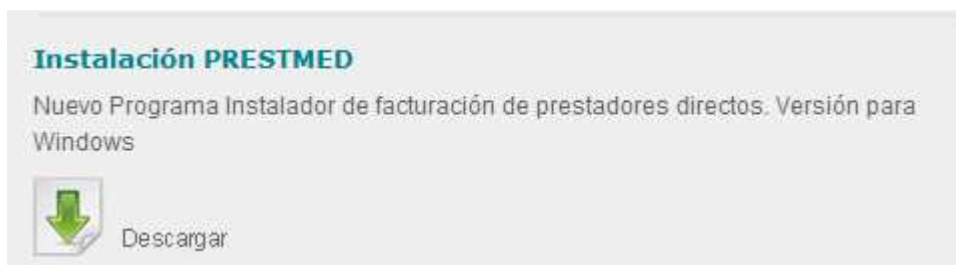 Instalación PRESTMED
Nuevo Programa Instalador de facturación de prestadores directos. Versión para
Windows
Descargar